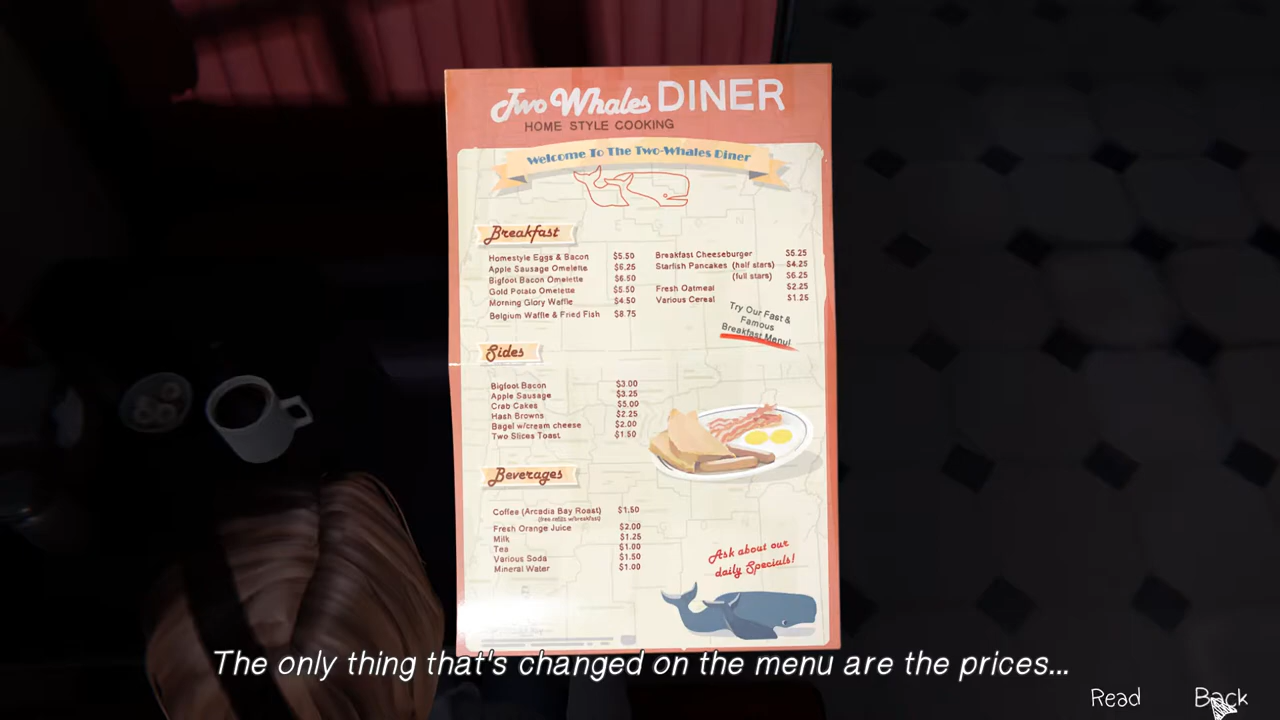 Two Whales DINER
HOME STYLE COOKING
Welcome To The Two-Whales Diner
Breakfast
Homestyle Eggs & Bacon $5.50
Apple Sausage Omelette $6.25
Bigfoot Bacon Omelette $6.50
Gold Potato Omelette $5.50
Morning Glory Waffle $4.50
Belgium Waffle & Fried Fish $8.75
Breakfast Cheeseburger $5.25
Starfish Pancakes (half stars) $4.25
(full stars) $6.25
Fresh Oatmeal $2.25
Various Cereal $1.25
Try Our Fast &
Famous
Breakfast Menu!
Sides
Bigfoot Bacon $3.00
Apple Sausage $3.25
Crab Cakes $5.00
Hash Browns $2.25
Bagel w/cream cheese $2.00
Two Slices Toast $1.50
Beverages
Coffee (Arcadia Bay Roast) $1.50
(free refills w/breakfast)
Fresh Orange Juice $2.00
Milk $1.25
Tea $1.00
Various Soda $1.50
Mineral Water $1.00
Ask about our
daily Specials!
The only thing that's changed on the menu are the prices...
Read Back